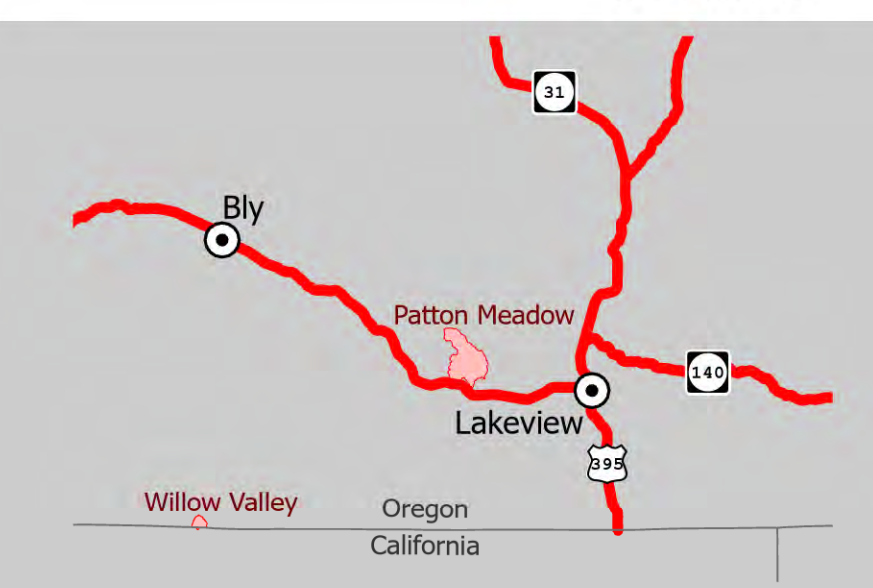 31
Bly
Patton Meadow
140
Lakeview
395
Willow Valley
Oregon
California